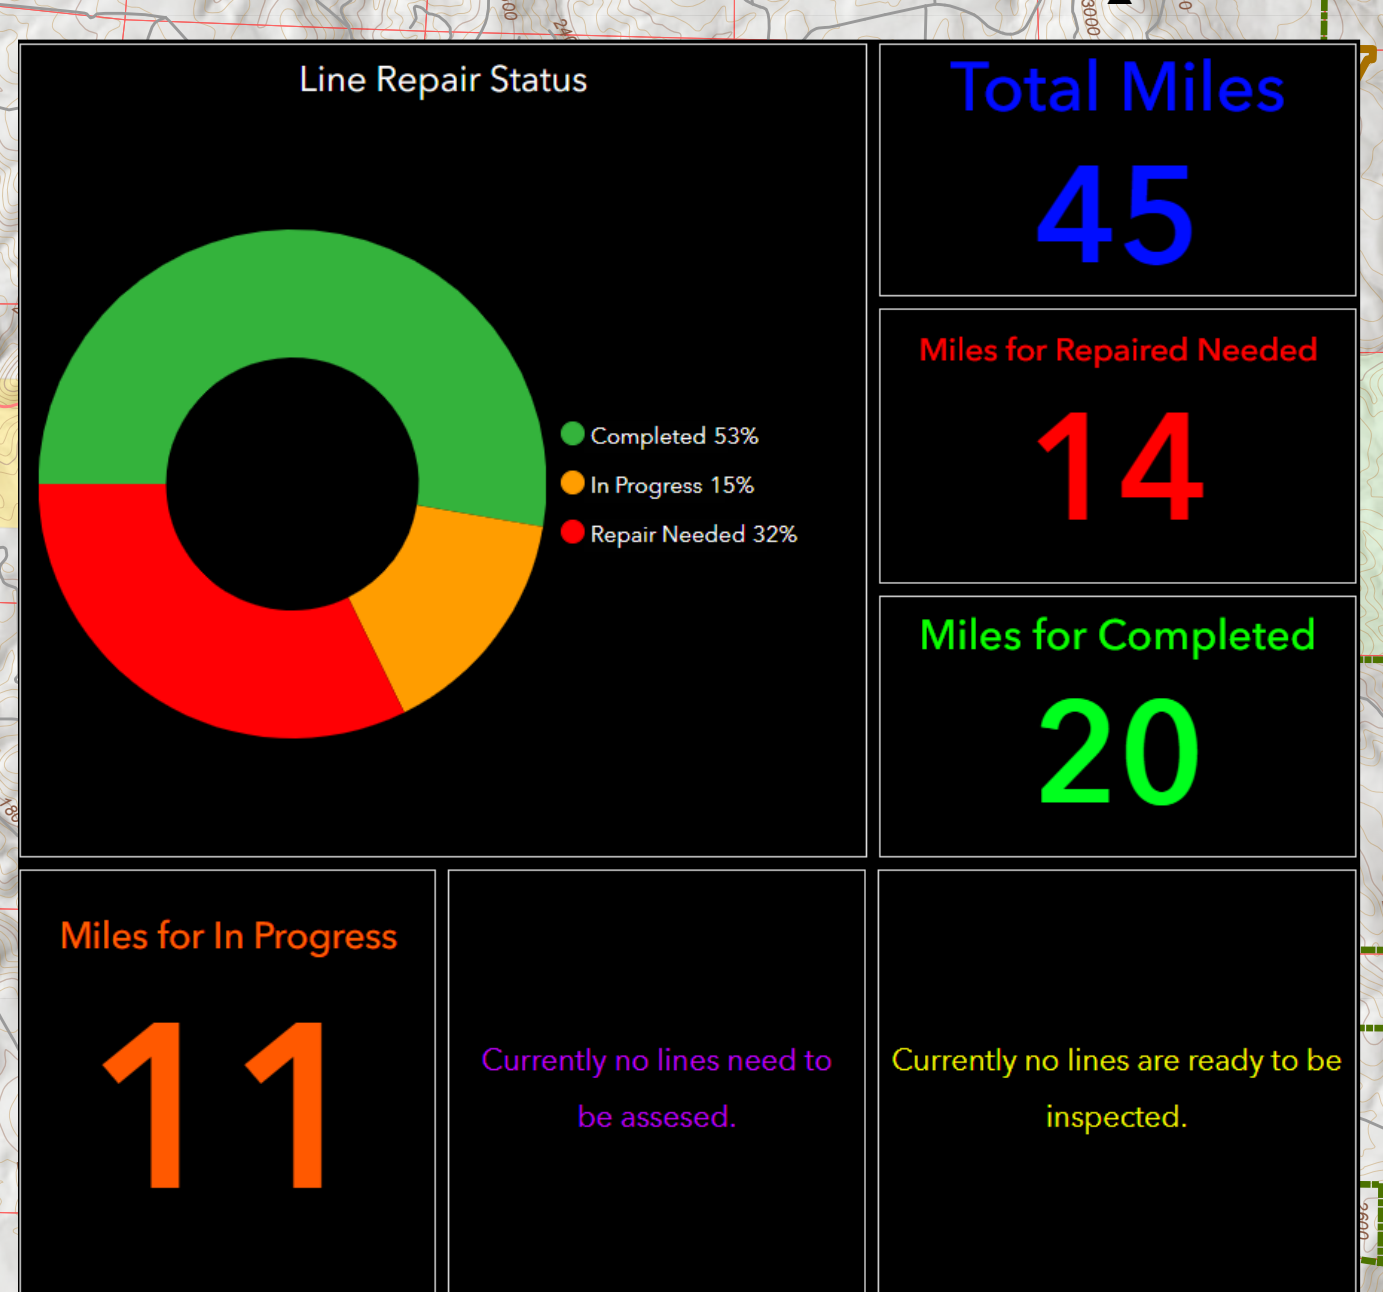 3000
Line Repair Status
Completed 53%
In Progress 15%
Repair Needed 32%
Total Miles
45
Miles for Repaired Needed
14
Miles for Completed
20
Miles for In Progress
11
Currently no lines need to
be assesed.
Currently no lines are ready to be
inspected.
2600